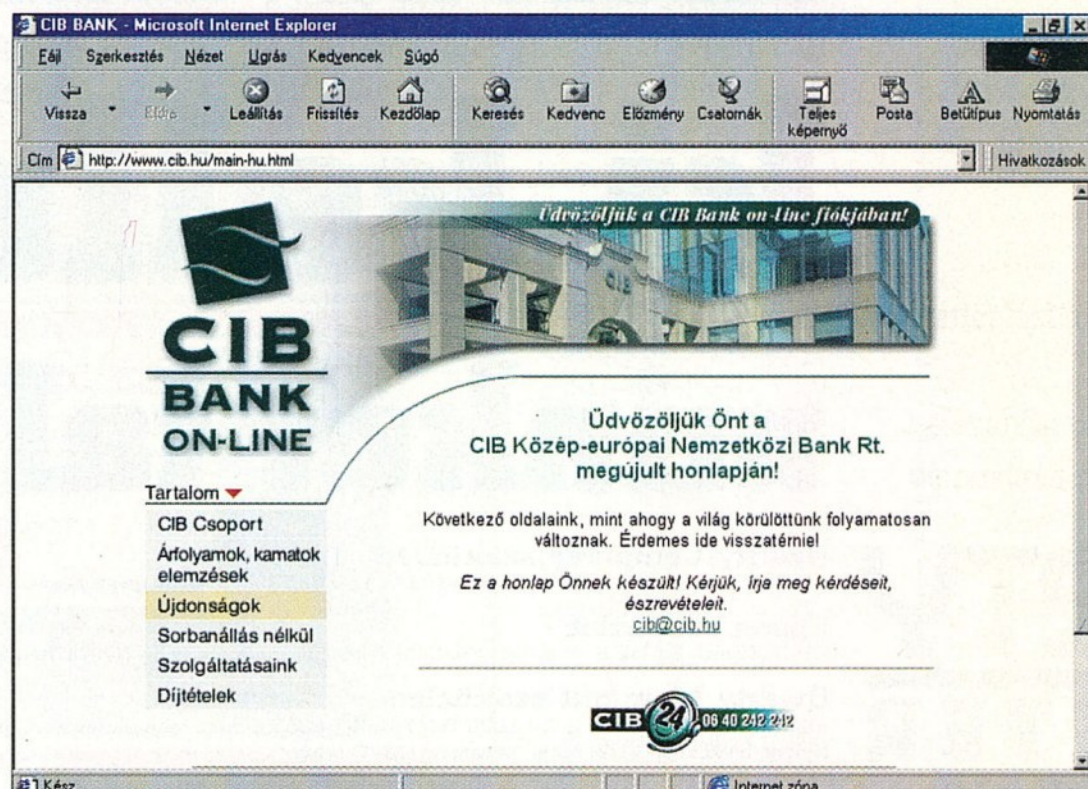 CIB BANK - Microsoft Internet Explorer
Fájl Szerkesztés Nézet Ugrás Kedvencek Súgó
Vissza Előre Leállítás Frissítés Kezdőlap Keresés Kedvenc Előzmény Csatornák Teljes képernyő Posta Betűtípus Nyomtatás
Cím http://www.cib.hu/main-hu.html Hivatkozások
Üdvözöljük a CIB Bank on-line fiókjában!
CIB
CIB
BANK
ON-LINE
Üdvözöljük Önt a
CIB Közép-európai Nemzetközi Bank Rt.
megújult honlapján!
Tartalom
CIB Csoport
Árfolyamok, kamatok
elemzések
Újdonságok
Sorbanállás nélkül
Szolgáltatásaink
Díjtételek
Következő oldalaink, mint ahogy a világ körülöttünk folyamatosan
változnak. Érdemes ide visszatérnie!
Ez a honlap Önnek készült! Kérjük, írja meg kérdéseit,
észrevételeit.
cib@cib.hu
CIB 24 06 40 242-242
Kész Internet zóna